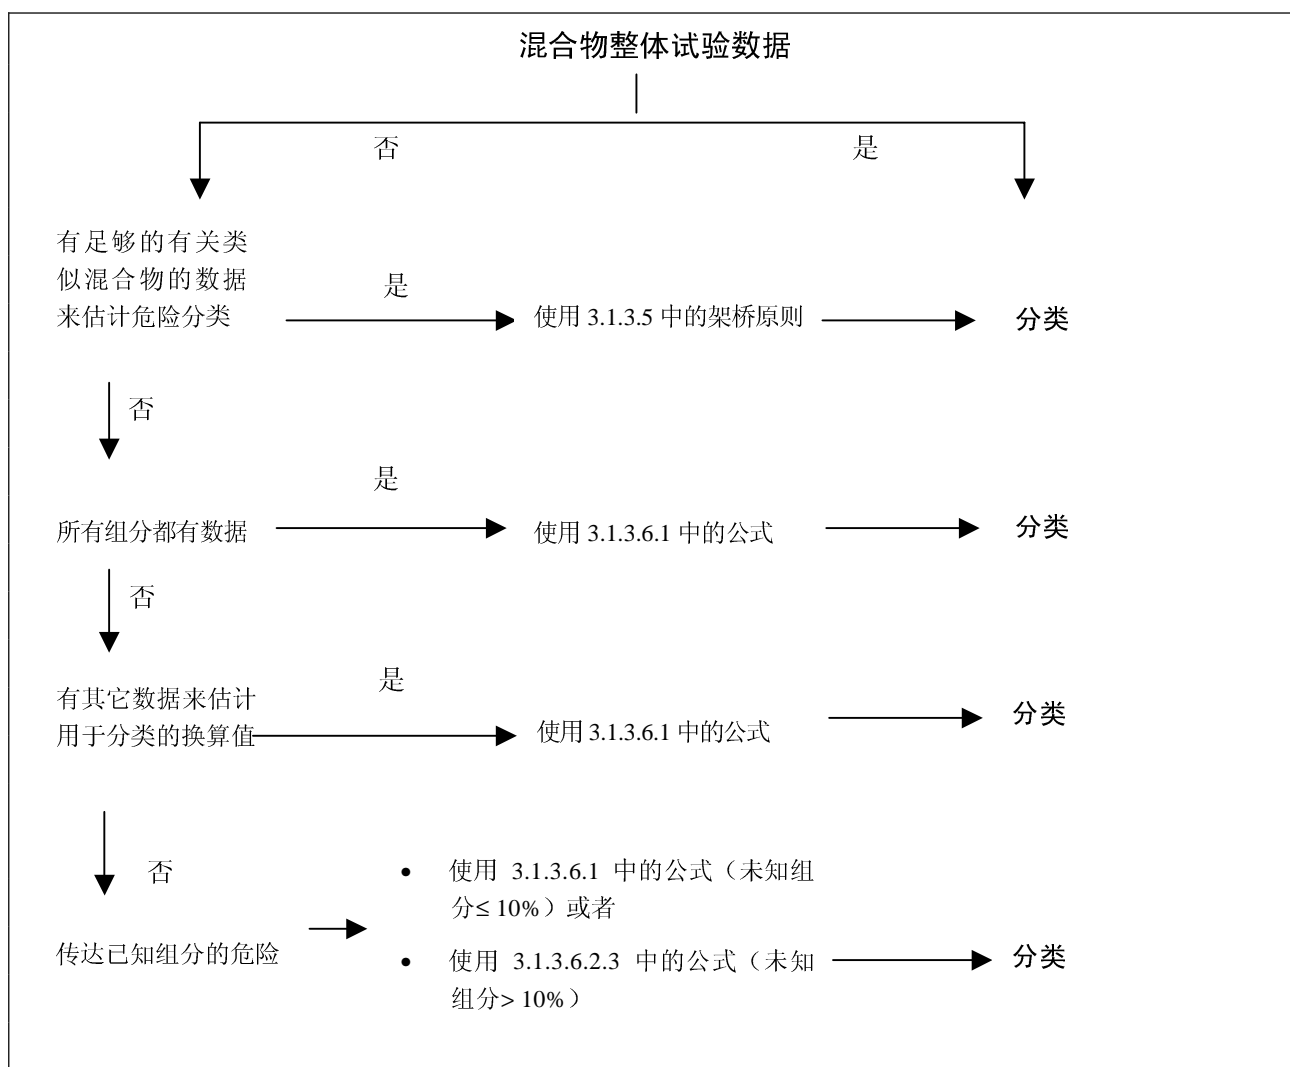 混合物整体试验数据
否
是
有足够的有关类
似混合物的数据
来估计危险分类
是
使用 3.1.3.5 中的架桥原则
分类
否
是
所有组分都有数据
使用 3.1.3.6.1 中的公式
分类
否
是
有其它数据来估计
用于分类的换算值
使用 3.1.3.6.1 中的公式
分类
否
传达已知组分的危险
• 使用 3.1.3.6.1 中的公式（未知组
分≤ 10%）或者
• 使用 3.1.3.6.2.3 中的公式（未知
组分> 10%）
分类